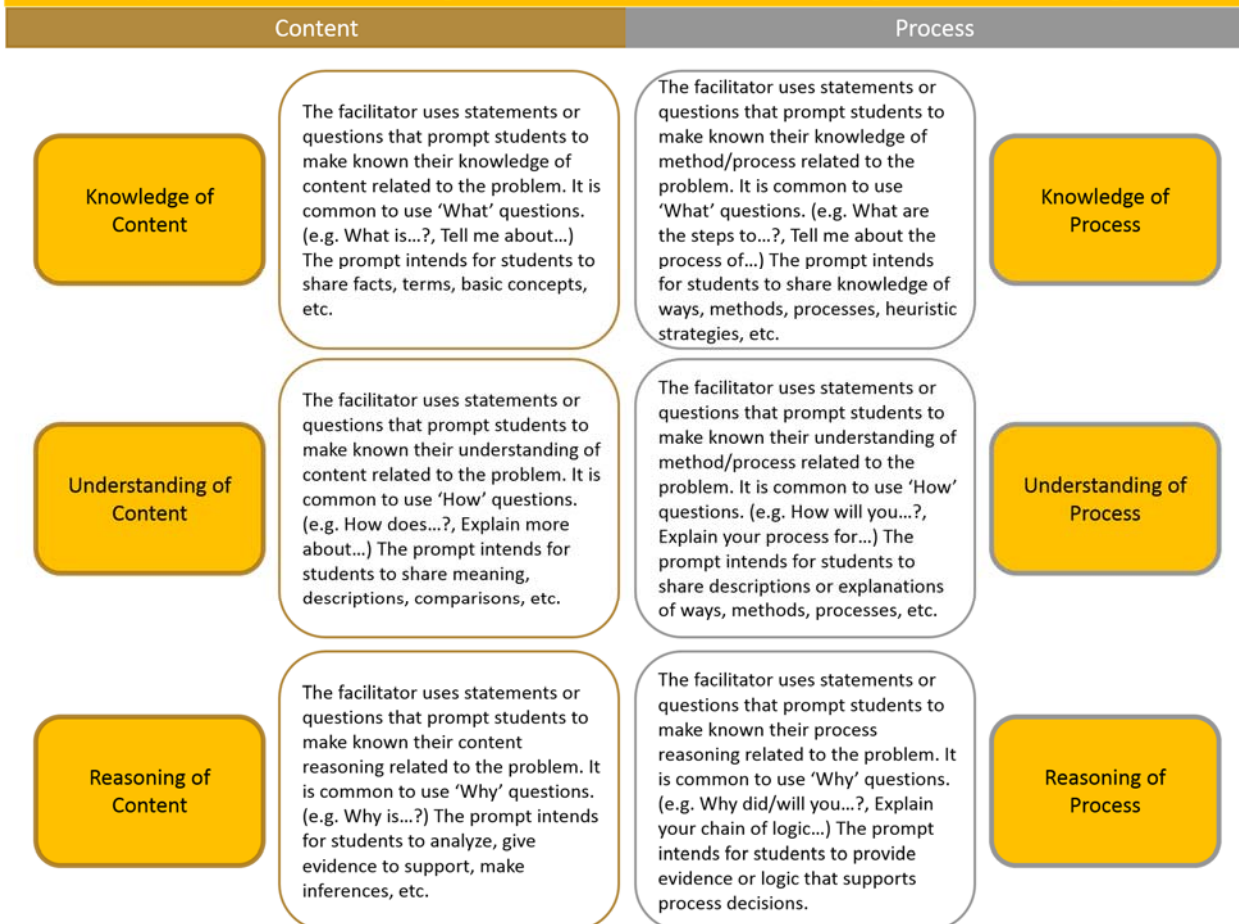 Content
Process
Knowledge of
Content
The facilitator uses statements or
questions that prompt students to
make known their knowledge of
content related to the problem. It is
common to use 'What' questions.
(e.g. What is...?, Tell me about...)
The prompt intends for students to
share facts, terms, basic concepts,
etc.
The facilitator uses statements or
questions that prompt students to
make known their knowledge of
method/process related to the
problem. It is common to use
'What' questions. (e.g. What are
the steps to...?, Tell me about the
process of...) The prompt intends
for students to share knowledge of
ways, methods, processes, heuristic
strategies, etc.
Knowledge of
Process
Understanding of
Content
The facilitator uses statements or
questions that prompt students to
make known their understanding of
content related to the problem. It is
common to use 'How' questions.
(e.g. How does...?, Explain more
about...) The prompt intends for
students to share meaning,
descriptions, comparisons, etc.
The facilitator uses statements or
questions that prompt students to
make known their understanding of
method/process related to the
problem. It is common to use 'How'
questions. (e.g. How will you...?,
Explain your process for...) The
prompt intends for students to
share descriptions or explanations
of ways, methods, processes, etc.
Understanding of
Process
Reasoning of
Content
The facilitator uses statements or
questions that prompt students to
make known their content
reasoning related to the problem. It
is common to use 'Why' questions.
(e.g. Why is...?) The prompt intends
for students to analyze, give
evidence to support, make
inferences, etc.
The facilitator uses statements or
questions that prompt students to
make known their process
reasoning related to the problem. It
is common to use 'Why' questions.
(e.g. Why did/will you...?, Explain
your chain of logic...) The prompt
intends for students to provide
evidence or logic that supports
process decisions.
Reasoning of
Process